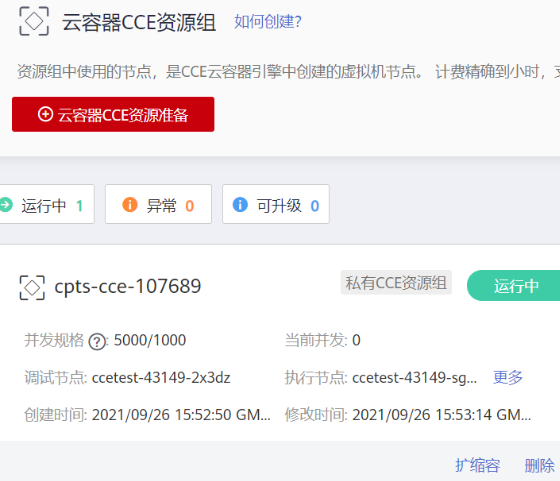 云容器CCE资源组 如何创建?
资源组中使用的节点，是CCE云容器引擎中创建的虚拟机节点。 计费精确到小时，
云容器CCE资源准备
运行中 1 异常 0 可升级 0
cpts-cce-107689 私有CCE资源组 运行中
并发规格 ?: 5000/1000 当前并发: 0
调试节点: ccetest-43149-2x3dz 执行节点: ccetest-43149-sg... 更多
创建时间: 2021/09/26 15:52:50 GM... 修改时间: 2021/09/26 15:53:14 GM...
扩缩容 删除